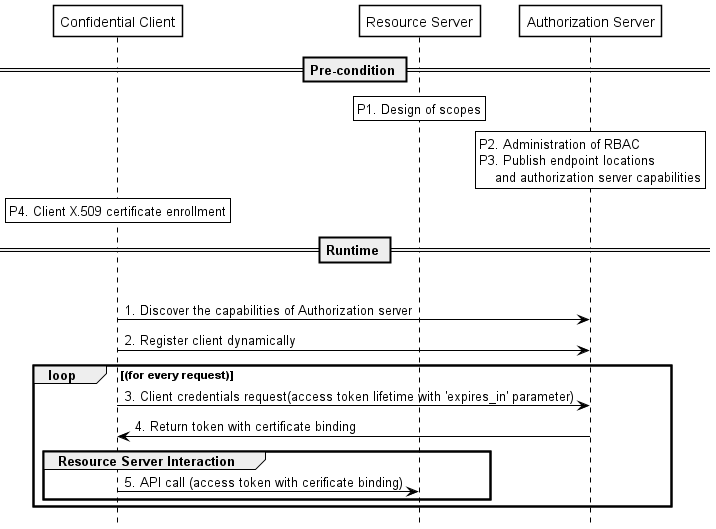 Confidential Client
Resource Server
Authorization Server
Pre-condition
P1. Design of scopes
P2. Administration of RBAC
P3. Publish endpoint locations
and authorization server capabilities
P4. Client X.509 certificate enrollment
Runtime
1. Discover the capabilities of Authorization server
2. Register client dynamically
loop
[(for every request)]
3. Client credentials request(access token lifetime with 'expires_in' parameter)
4. Return token with certificate binding
Resource Server Interaction
5. API call (access token with cerificate binding)